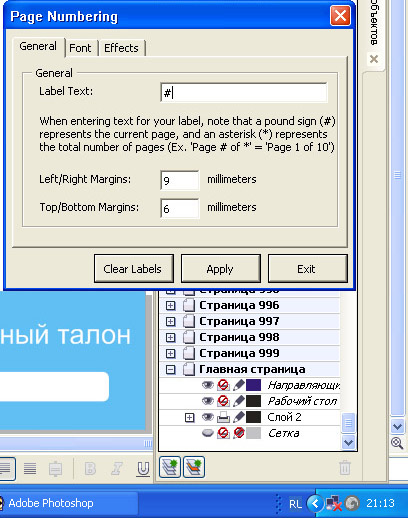 Page Numbering
General
Font
Effects
General
Label Text:
#
When entering text for your label, note that a pound sign (#)
represents the current page, and an asterisk (*) represents
the total number of pages (Ex. 'Page # of *' = 'Page 1 of 10')
Left/Right Margins:
9
millimeters
Top/Bottom Margins:
6
millimeters
Clear Labels
Apply
Exit
объектов
Страница 996
Страница 997
Страница 998
Страница 999
Главная страница
Направляющи
Рабочий стол
Слой 2
Сетка
ный талон
B I U
Adobe Photoshop
RL
21:13